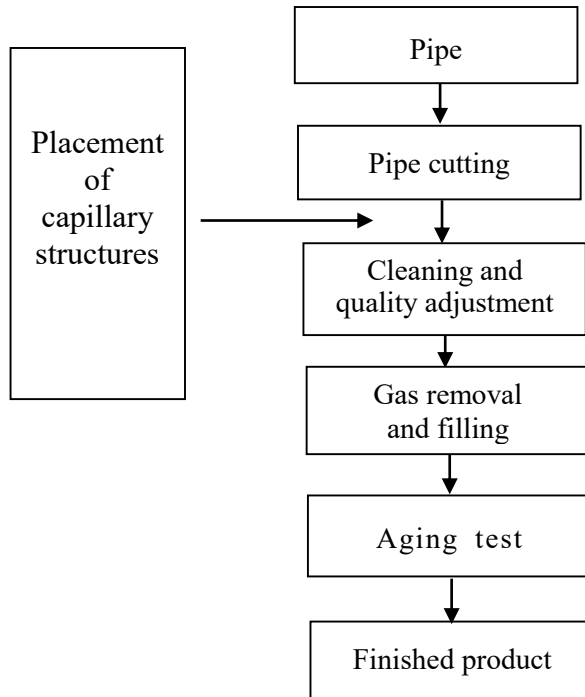 Pipe
Placement
of
capillary
structures
Pipe cutting
Cleaning and
quality adjustment
Gas removal
and filling
Aging test
Finished product